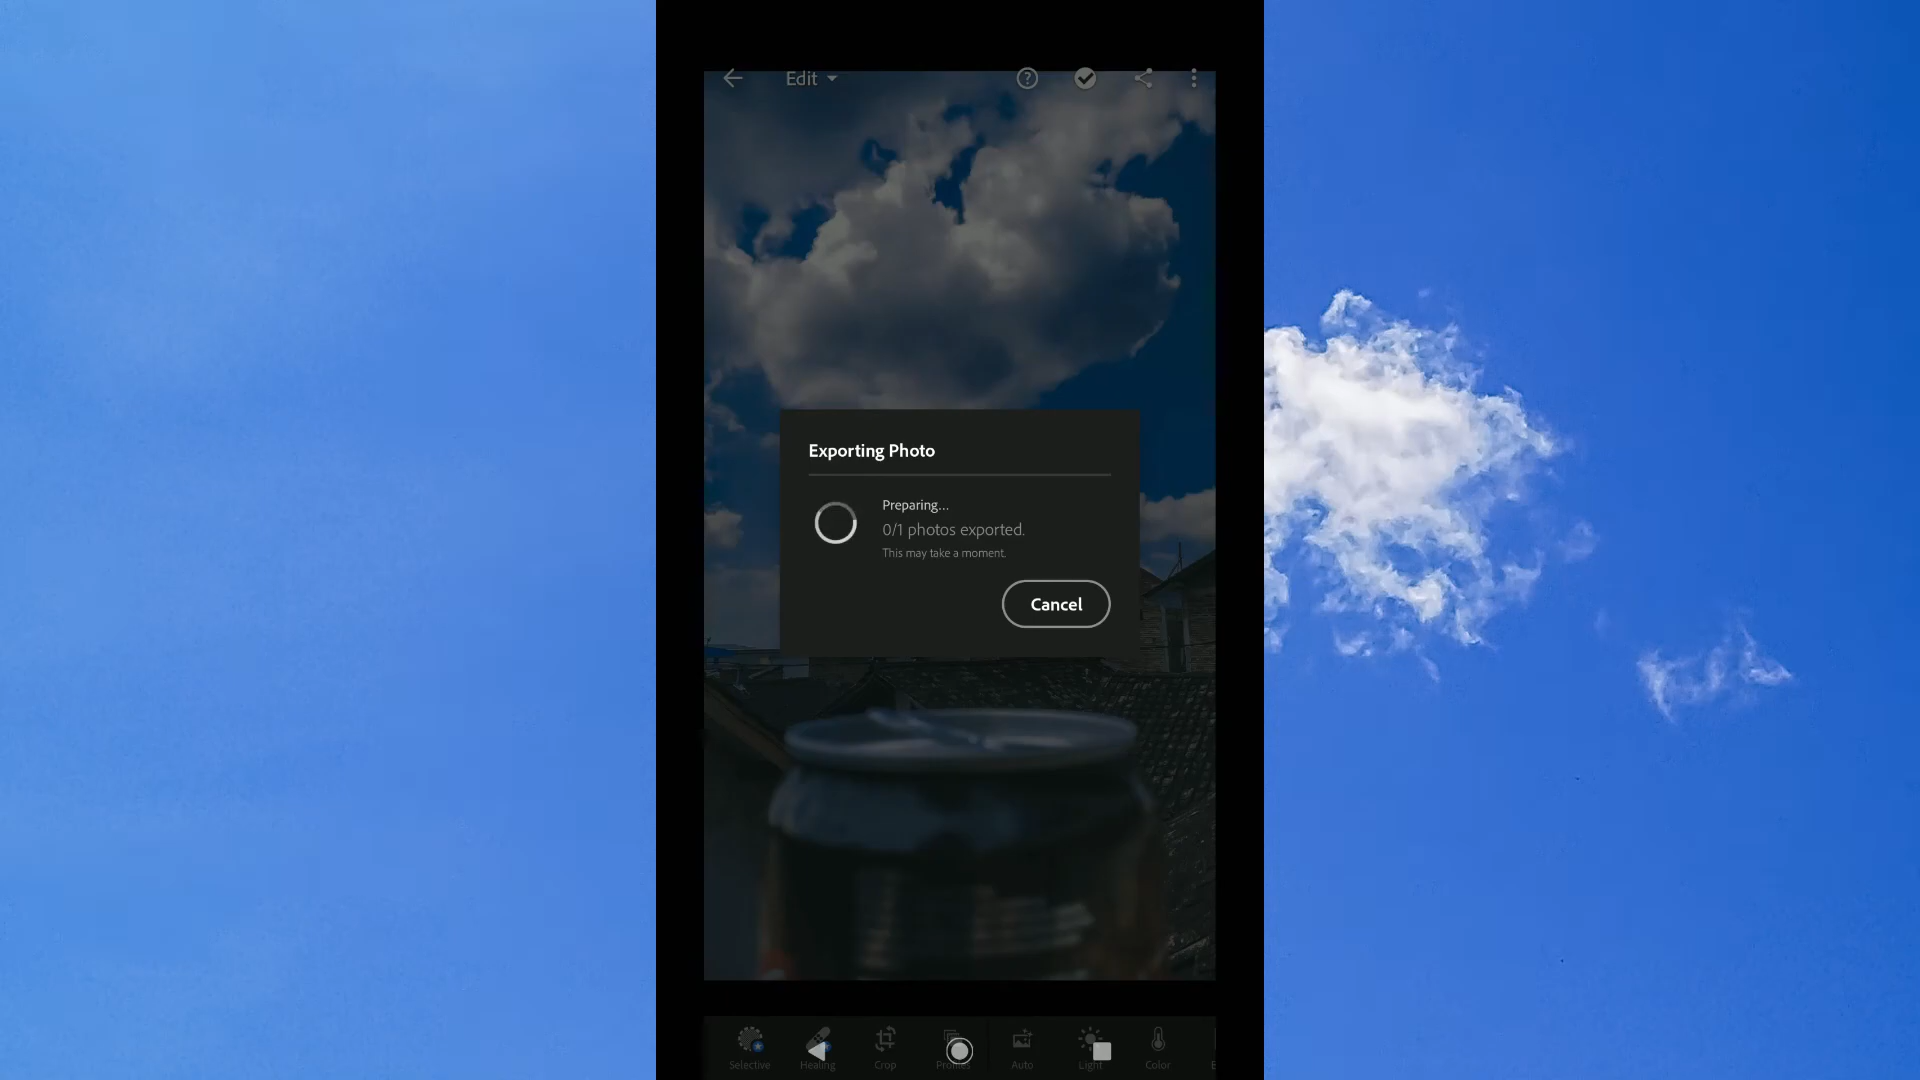 Edit
Exporting Photo
Preparing...
0/1 photos exported.
This may take a moment.
Cancel
Selective
Healing
Crop
Profiles
Auto
Light
Color
E